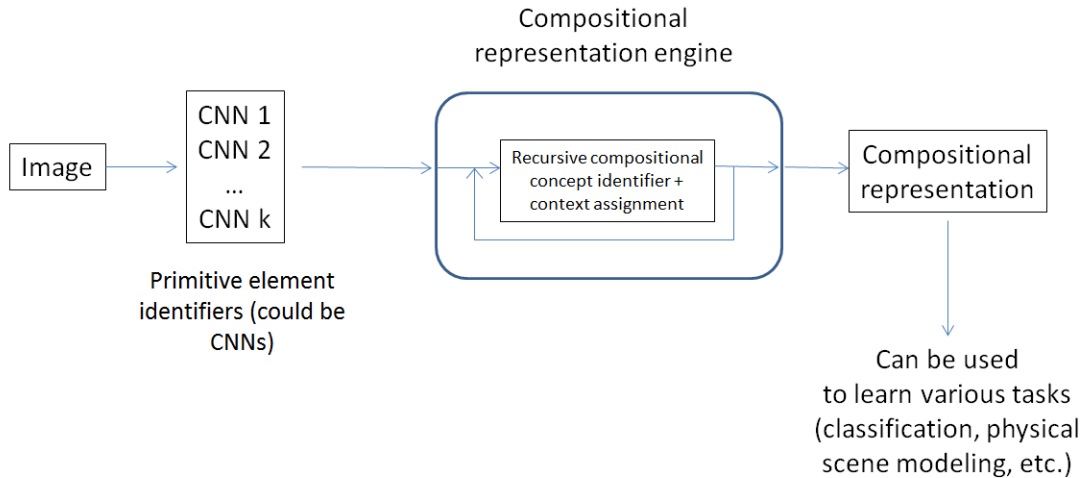 Compositional
representation engine
Image
CNN 1
CNN 2
...
CNN k
Primitive element
identifiers (could be
CNNs)
Recursive compositional
concept identifier +
context assignment
Compositional
representation
Can be used
to learn various tasks
(classification, physical
scene modeling, etc.)